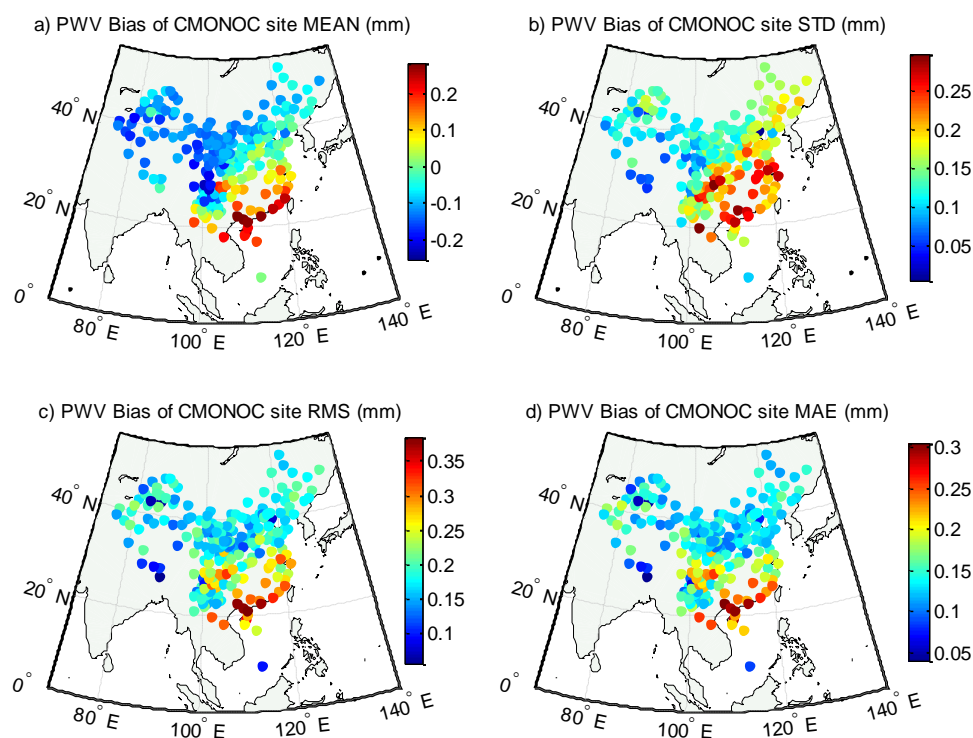 a) PWV Bias of CMONOC site MEAN (mm)
40° N
20° N
0°
80° E
100° E
120° E
140° E
0.2
0.1
0
-0.1
-0.2
b) PWV Bias of CMONOC site STD (mm)
40° N
20° N
0°
80° E
100° E
120° E
140° E
0.25
0.2
0.15
0.1
0.05
c) PWV Bias of CMONOC site RMS (mm)
40° N
20° N
0°
80° E
100° E
120° E
140° E
0.35
0.3
0.25
0.2
0.15
0.1
d) PWV Bias of CMONOC site MAE (mm)
40° N
20° N
0°
80° E
100° E
120° E
140° E
0.3
0.25
0.2
0.15
0.1
0.05